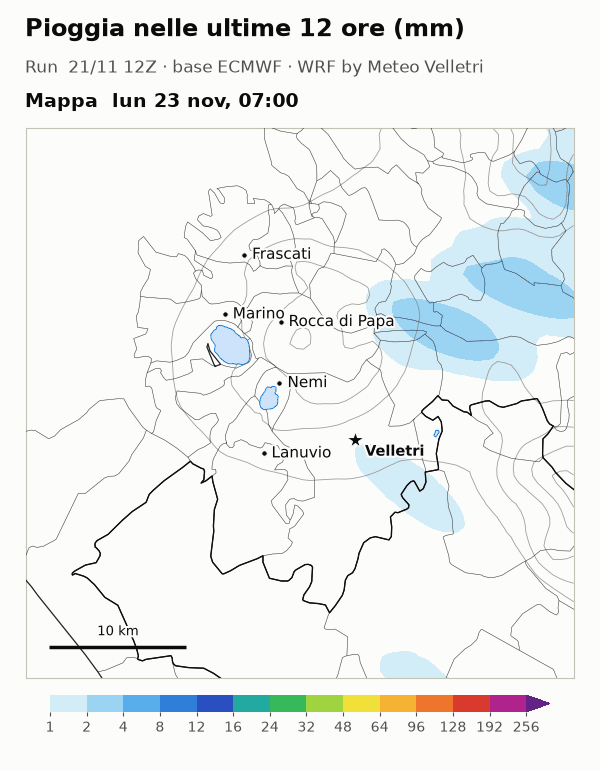 Pioggia nelle ultime 12 ore (mm)
Run  21/11 12Z · base ECMWF · WRF by Meteo Velletri
Mappa  lun 23 nov, 07:00
Frascati
Marino
Rocca di Papa
Nemi
Velletri
Lanuvio
10 km
1 2 4 8 12 16 24 32 48 64 96 128 192 256